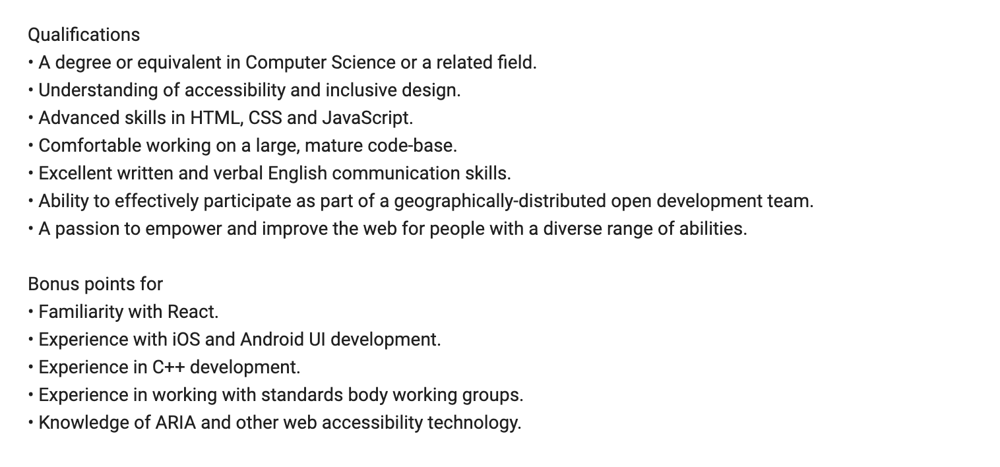 Qualifications
• A degree or equivalent in Computer Science or a related field.
• Understanding of accessibility and inclusive design.
• Advanced skills in HTML, CSS and JavaScript.
• Comfortable working on a large, mature code-base.
• Excellent written and verbal English communication skills.
• Ability to effectively participate as part of a geographically-distributed open development team.
• A passion to empower and improve the web for people with a diverse range of abilities.
Bonus points for
• Familiarity with React.
• Experience with iOS and Android UI development.
• Experience in C++ development.
• Experience in working with standards body working groups.
• Knowledge of ARIA and other web accessibility technology.